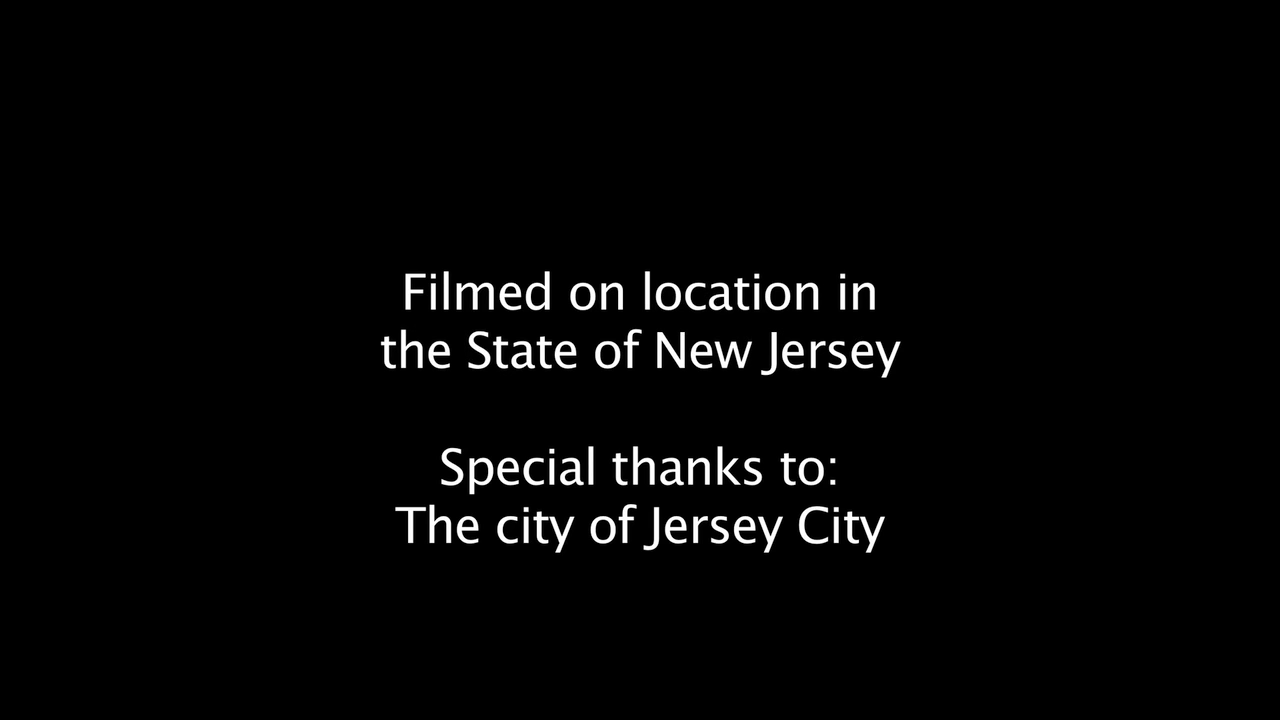 Filmed on location in
the State of New Jersey
Special thanks to:
The city of Jersey City